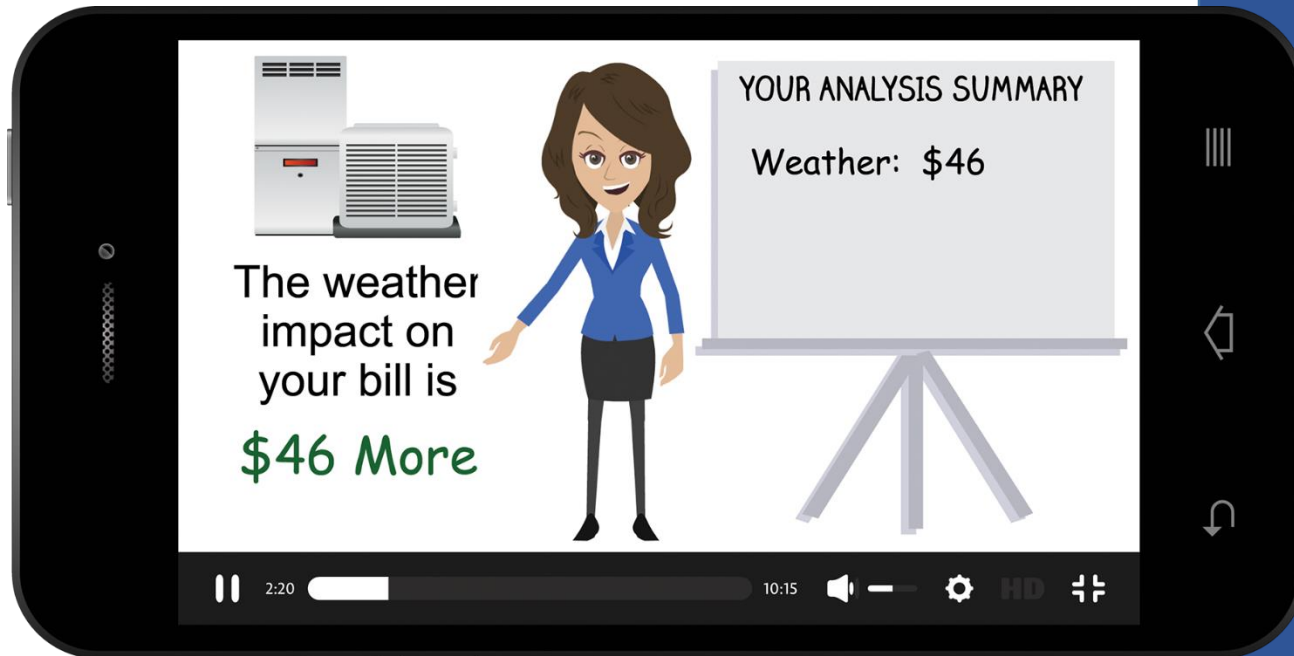 YOUR ANALYSIS SUMMARY
Weather: $46
The weather
impact on
your bill is
$46 More
2:20
10:15
HD